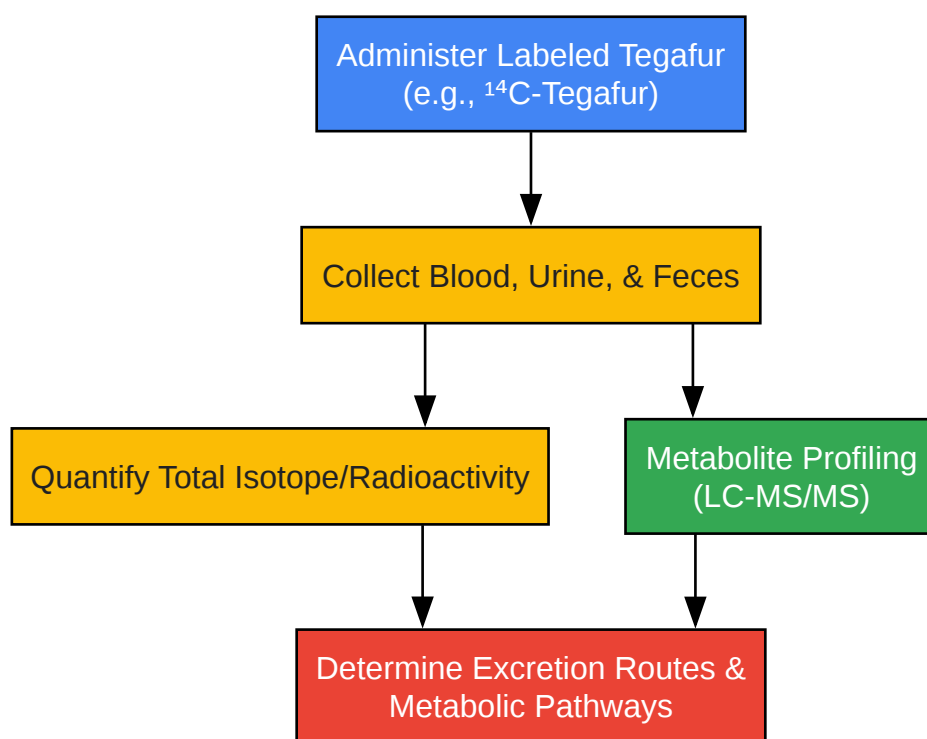 Administer Labeled Tegafur
(e.g., ¹⁴C-Tegafur)
Collect Blood, Urine, & Feces
Quantify Total Isotope/Radioactivity
Metabolite Profiling
(LC-MS/MS)
Determine Excretion Routes &
Metabolic Pathways